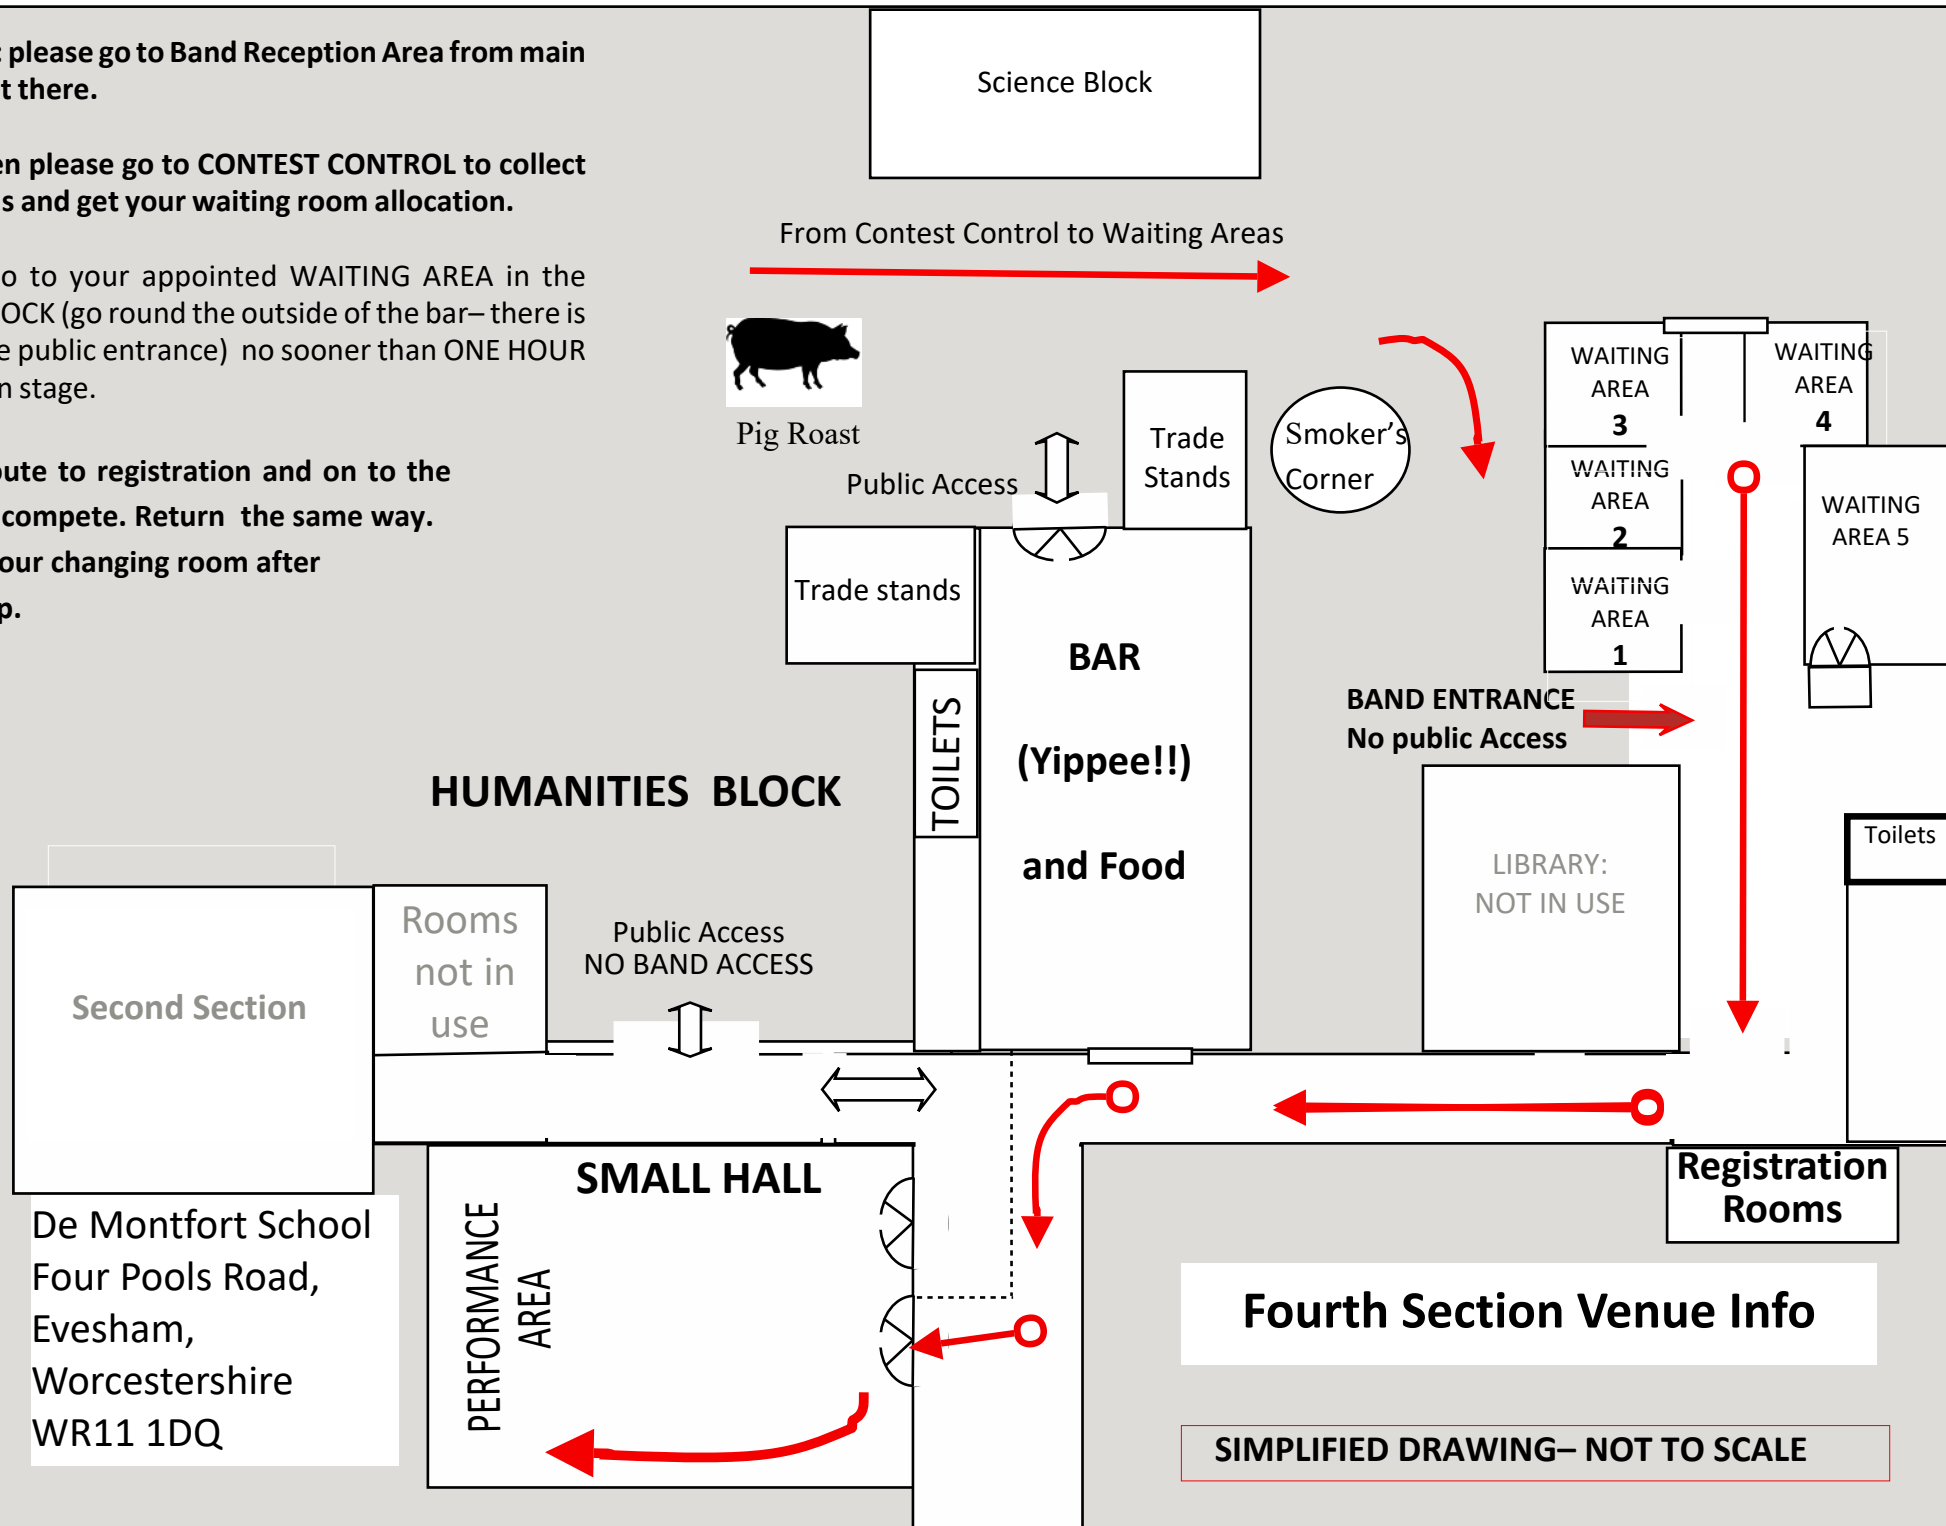 : please go to Band Reception Area from main
t there.
en please go to CONTEST CONTROL to collect
s and get your waiting room allocation.
o to your appointed WAITING AREA in the
OCK (go round the outside of the bar– there is
e public entrance) no sooner than ONE HOUR
n stage.
oute to registration and on to the
compete. Return the same way.
our changing room after
p.
Science Block
From Contest Control to Waiting Areas
Pig Roast
Public Access
Trade
Stands
Smoker's
Corner
WAITING
AREA
3
WAITING
AREA
4
WAITING
AREA
2
WAITING
AREA 5
WAITING
AREA
1
Trade stands
TOILETS
BAR
(Yippee!!)
and Food
BAND ENTRANCE
No public Access
HUMANITIES BLOCK
LIBRARY:
NOT IN USE
Toilets
Second Section
Rooms
not in
use
Public Access
NO BAND ACCESS
SMALL HALL
PERFORMANCE
AREA
Registration
Rooms
De Montfort School
Four Pools Road,
Evesham,
Worcestershire
WR11 1DQ
Fourth Section Venue Info
SIMPLIFIED DRAWING– NOT TO SCALE